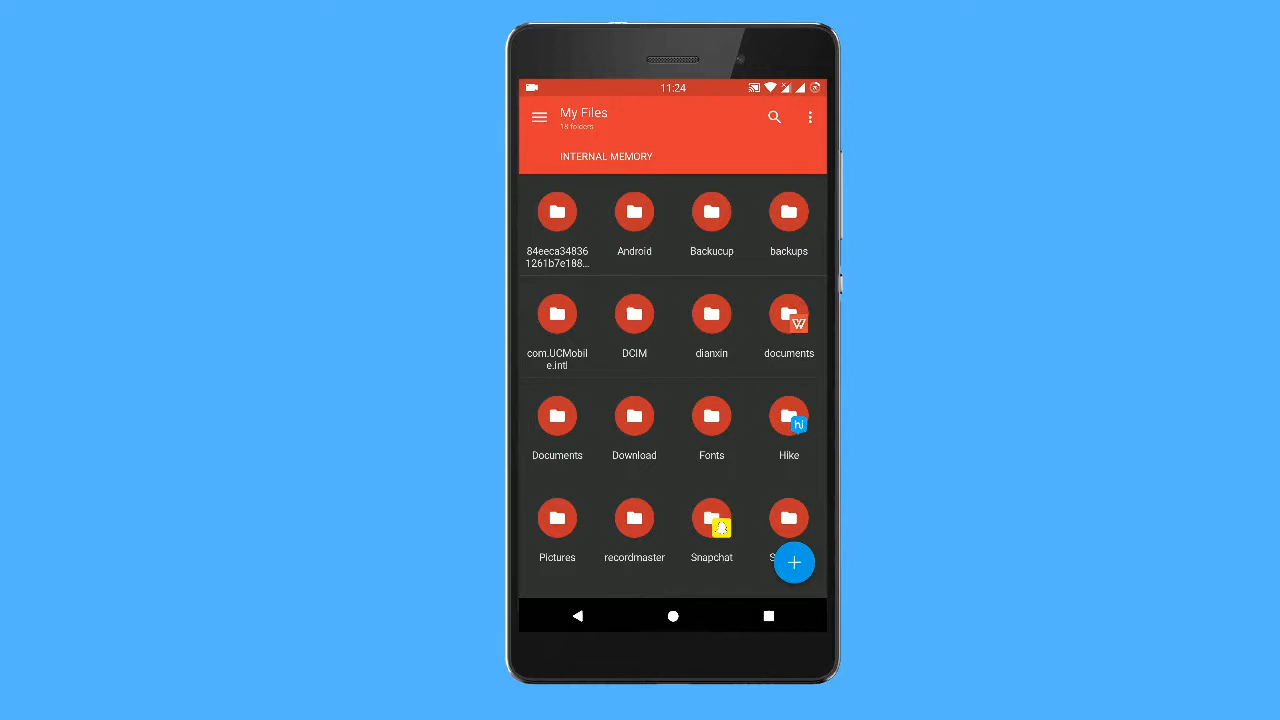 11:24
My Files
18 folders
INTERNAL MEMORY
84eeca34836
1261b7e188...
Android
Backucup
backups
com.UCMobil
e.intl
DCIM
dianxin
documents
Documents
Download
Fonts
Hike
Pictures
recordmaster
Snapchat